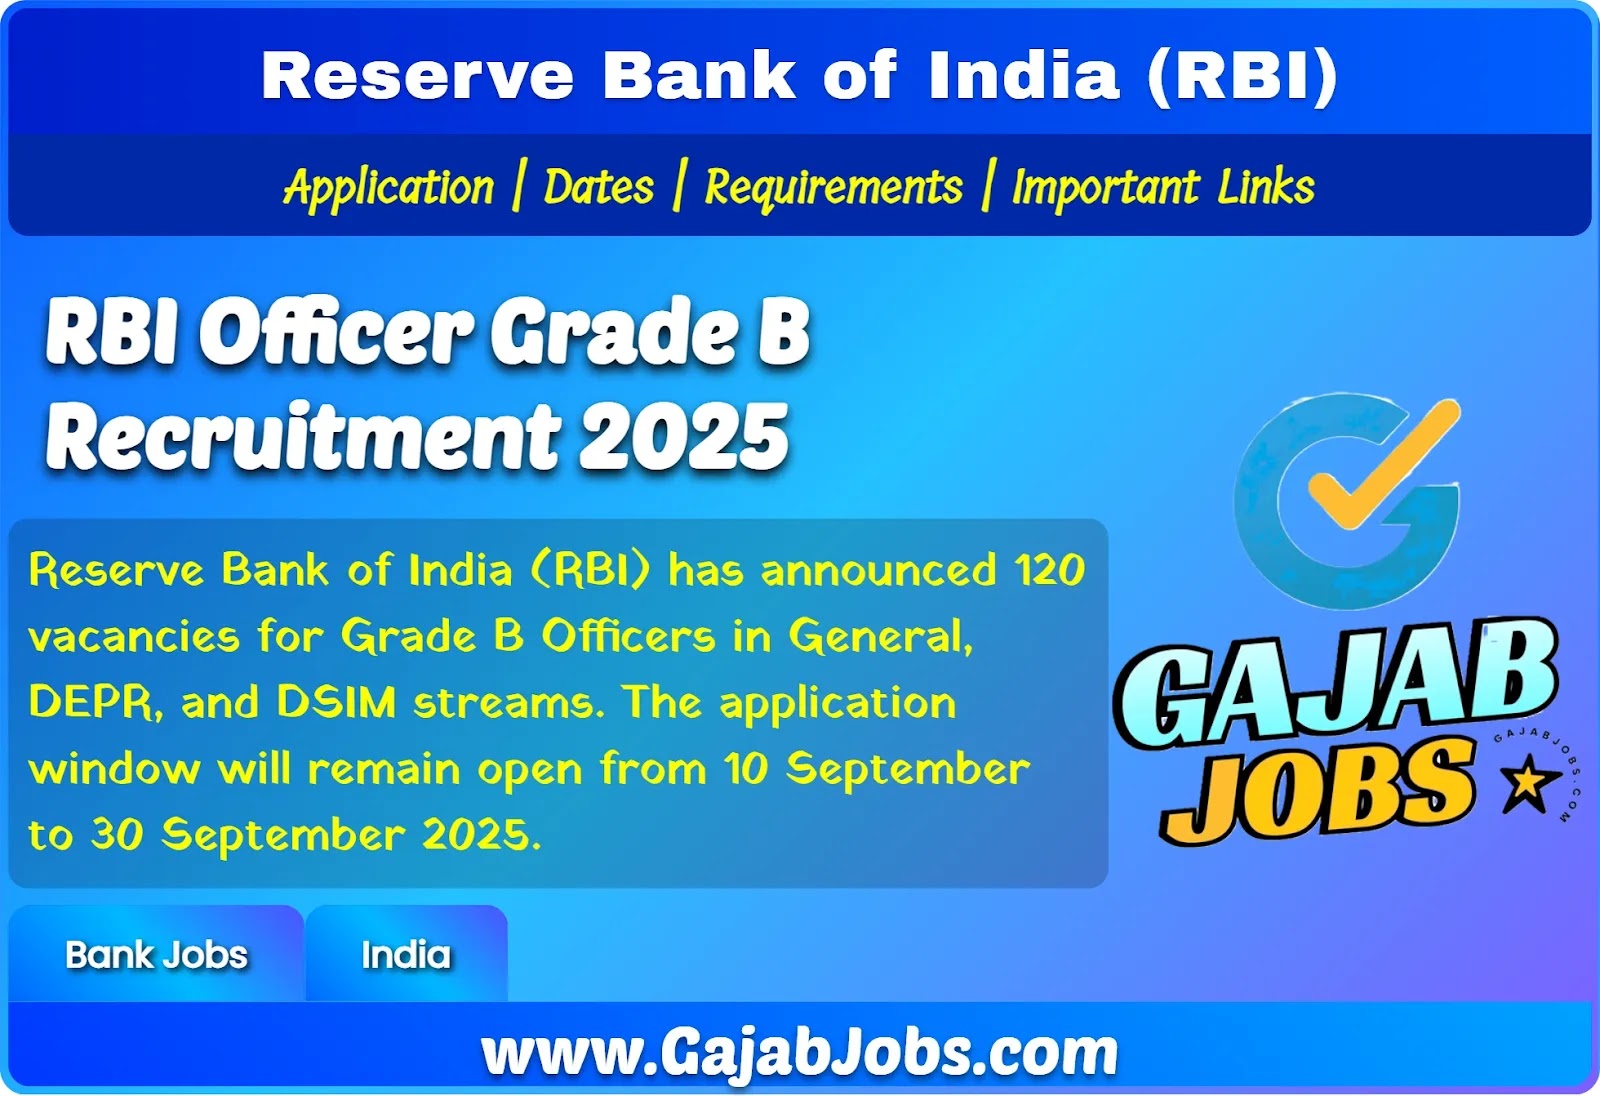 Reserve Bank of India (RBI)
Application | Dates | Requirements | Important Links
RBI Officer Grade B
Recruitment 2025
Reserve Bank of India (RBI) has announced 120
vacancies for Grade B Officers in General,
DEPR, and DSIM streams. The application
window will remain open from 10 September
to 30 September 2025.
GAJAB
JOBS
GAJABJOBS.COM
Bank Jobs
India
www.GajabJobs.com